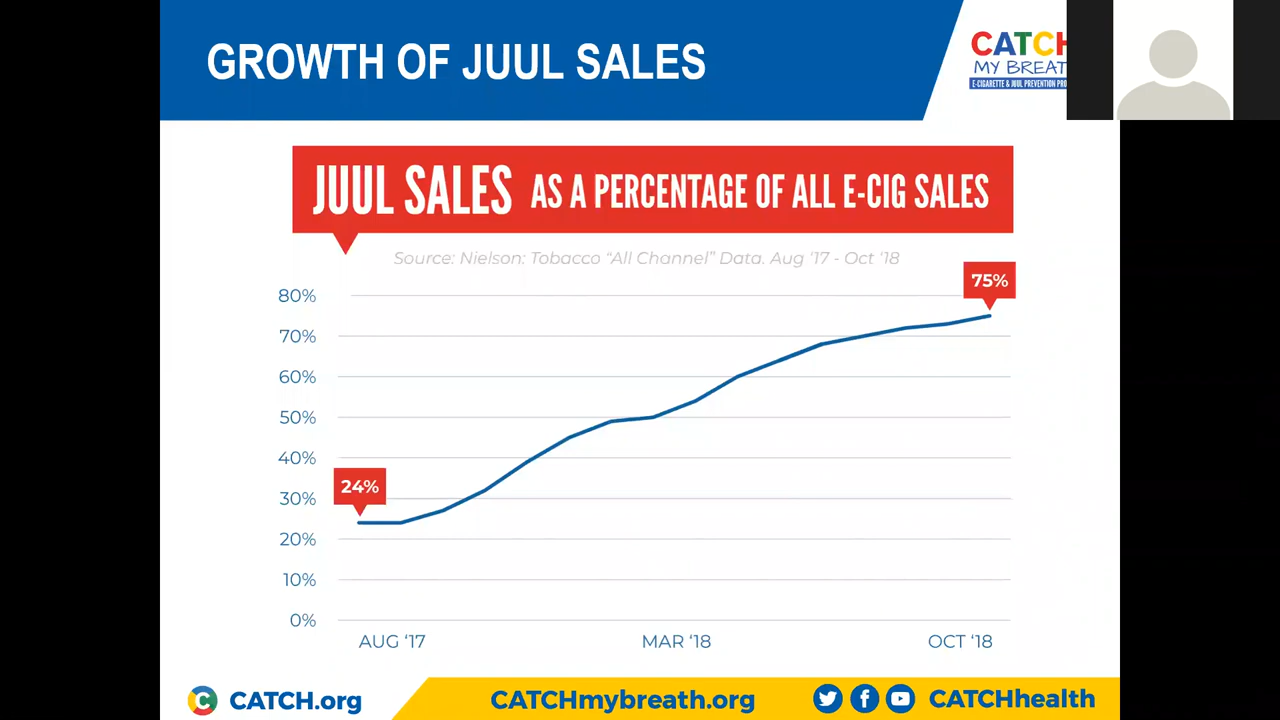 GROWTH OF JUUL SALES
CATCH
MY BREAT
E-CIGARETTE & JUUL PREVENTION PRO
JUUL SALES AS A PERCENTAGE OF ALL E-CIG SALES
Source: Nielson: Tobacco “All Channel” Data. Aug ‘17 - Oct ‘18
75%
80%
70%
60%
50%
40%
24%
30%
20%
10%
0%
AUG ‘17 MAR ‘18 OCT ‘18
CATCH.org CATCHmybreath.org CATCHhealth